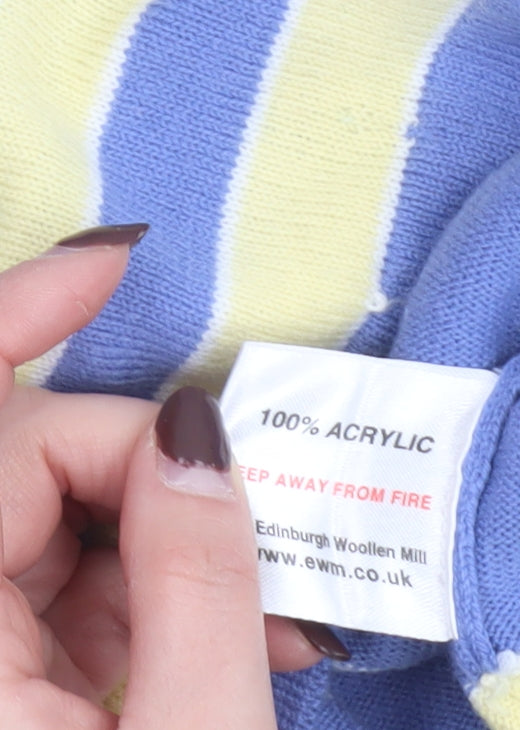 100% ACRYLIC
EEP AWAY FROM FIRE
Edinburgh Woollen Mill
www.ewm.co.uk